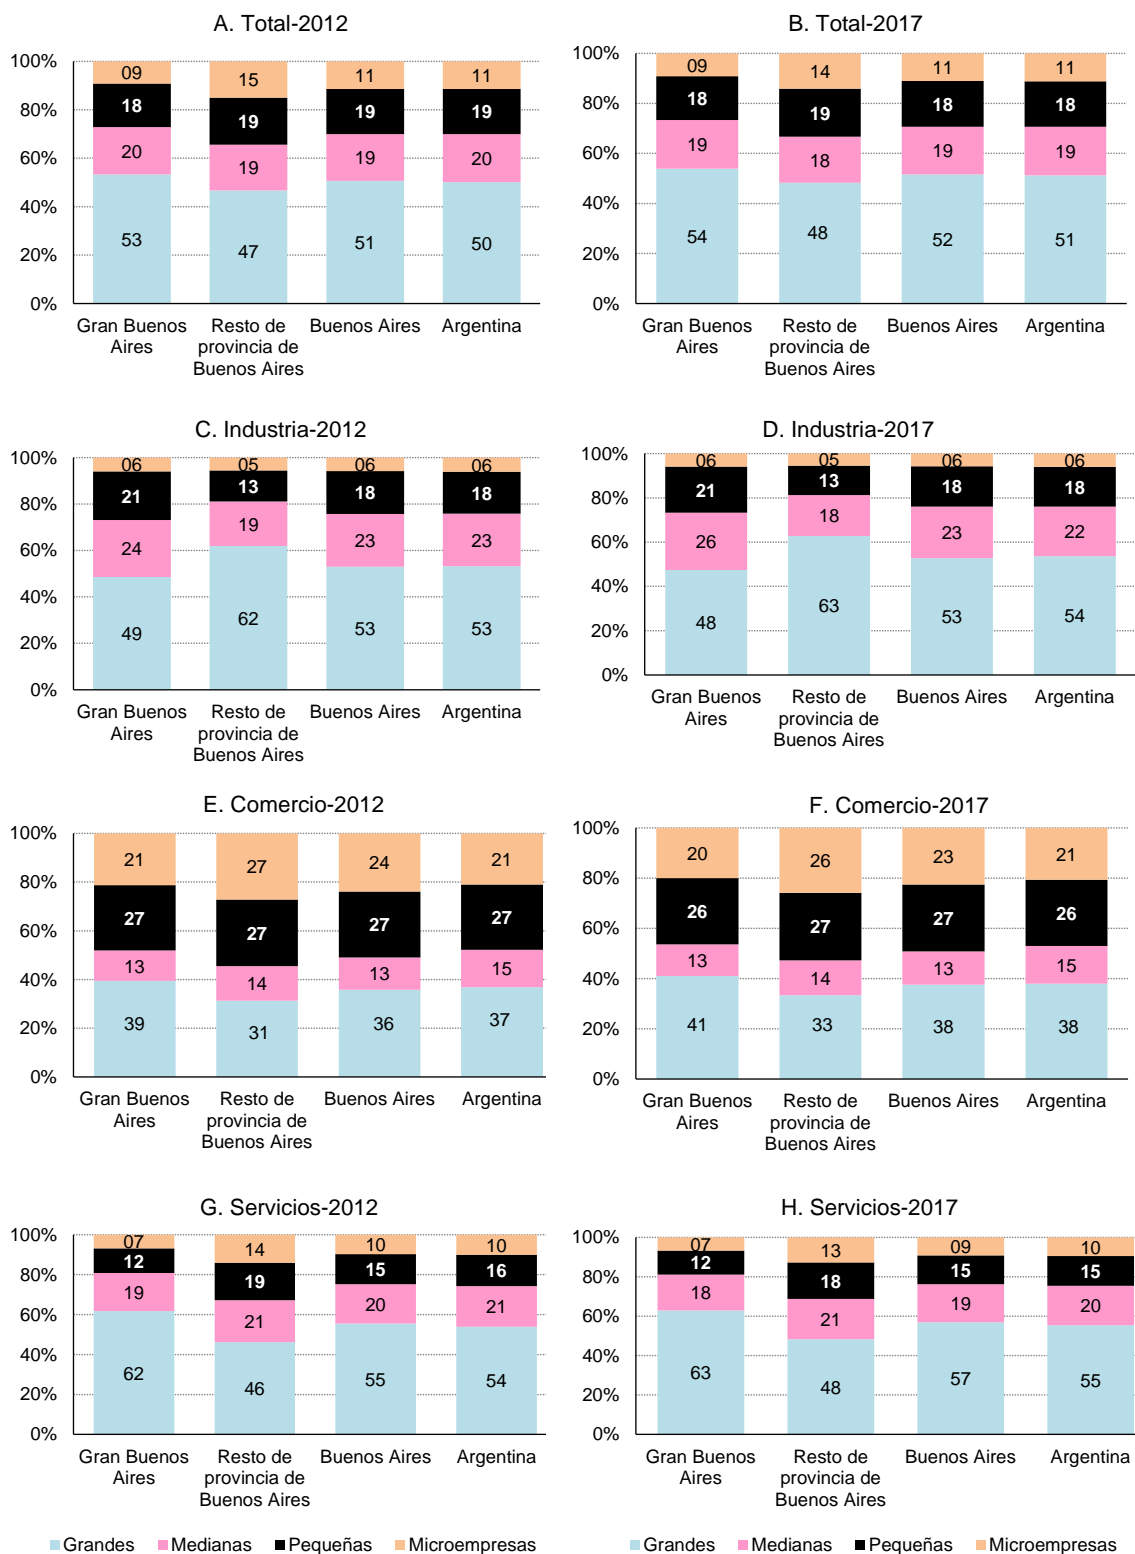 A. Total-2012
100%
80%
60%
40%
20%
0%
09 15 11 11
18 19 19 19
20 19 19 20
53 47 51 50
Gran Buenos Resto de Buenos Aires Argentina
Aires provincia de
Buenos Aires
B. Total-2017
100%
80%
60%
40%
20%
0%
09 14 11 11
18 19 18 18
19 18 19 19
54 48 52 51
Gran Buenos Resto de Buenos Aires Argentina
Aires provincia de
Buenos Aires
C. Industria-2012
100%
80%
60%
40%
20%
0%
06 05 06 06
21 13 18 18
24 19 23 23
49 62 53 53
Gran Buenos Resto de Buenos Aires Argentina
Aires provincia de
Buenos Aires
D. Industria-2017
100%
80%
60%
40%
20%
0%
06 05 06 06
21 13 18 18
26 18 23 22
48 63 53 54
Gran Buenos Resto de Buenos Aires Argentina
Aires provincia de
Buenos Aires
E. Comercio-2012
100%
80%
60%
40%
20%
0%
21 27 24 21
27 27 27 27
13 14 13 15
39 31 36 37
Gran Buenos Resto de Buenos Aires Argentina
Aires provincia de
Buenos Aires
F. Comercio-2017
100%
80%
60%
40%
20%
0%
20 26 23 21
26 27 27 26
13 14 13 15
41 33 38 38
Gran Buenos Resto de Buenos Aires Argentina
Aires provincia de
Buenos Aires
G. Servicios-2012
100%
80%
60%
40%
20%
0%
07 14 10 10
12 19 15 16
19 21 20 21
62 46 55 54
Gran Buenos Resto de Buenos Aires Argentina
Aires provincia de
Buenos Aires
H. Servicios-2017
100%
80%
60%
40%
20%
0%
07 13 09 10
12 18 15 15
18 21 19 20
63 48 57 55
Gran Buenos Resto de Buenos Aires Argentina
Aires provincia de
Buenos Aires
Grandes Medianas Pequeñas Microempresas
Grandes Medianas Pequeñas Microempresas